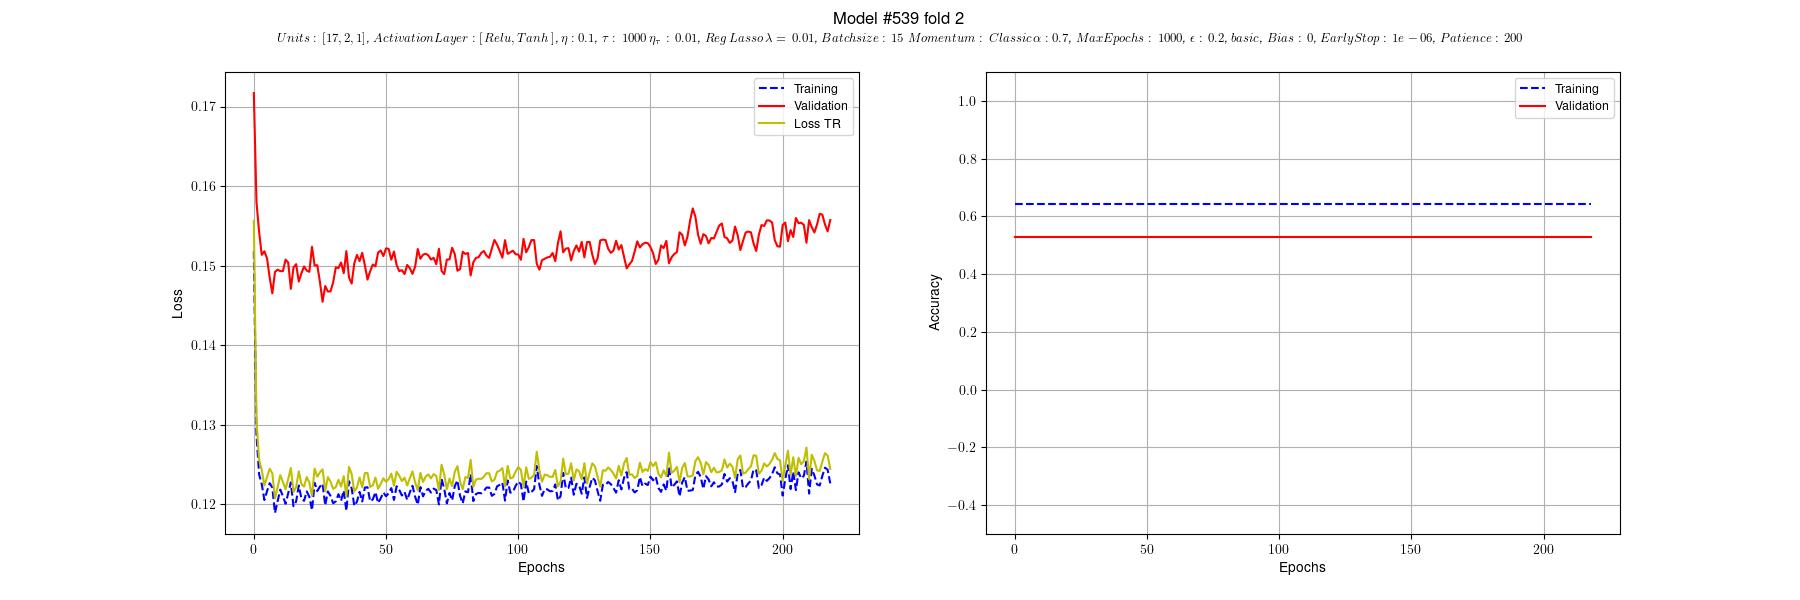 Model #539 fold 2
Units : [17, 2, 1], ActivationLayer : [Relu, Tanh], η : 0.1, τ : 1000 η_τ : 0.01, Reg Lasso λ = 0.01, Batchsize : 15 Momentum : Classic α : 0.7, MaxEpochs : 1000, ϵ : 0.2, basic, Bias : 0, EarlyStop : 1e − 06, Patience : 200
Training
Validation
Loss TR
0.17
0.16
0.15
0.14
0.13
0.12
Loss
0 50 100 150 200
Epochs
Training
Validation
1.0
0.8
0.6
0.4
0.2
0.0
−0.2
−0.4
Accuracy
0 50 100 150 200
Epochs